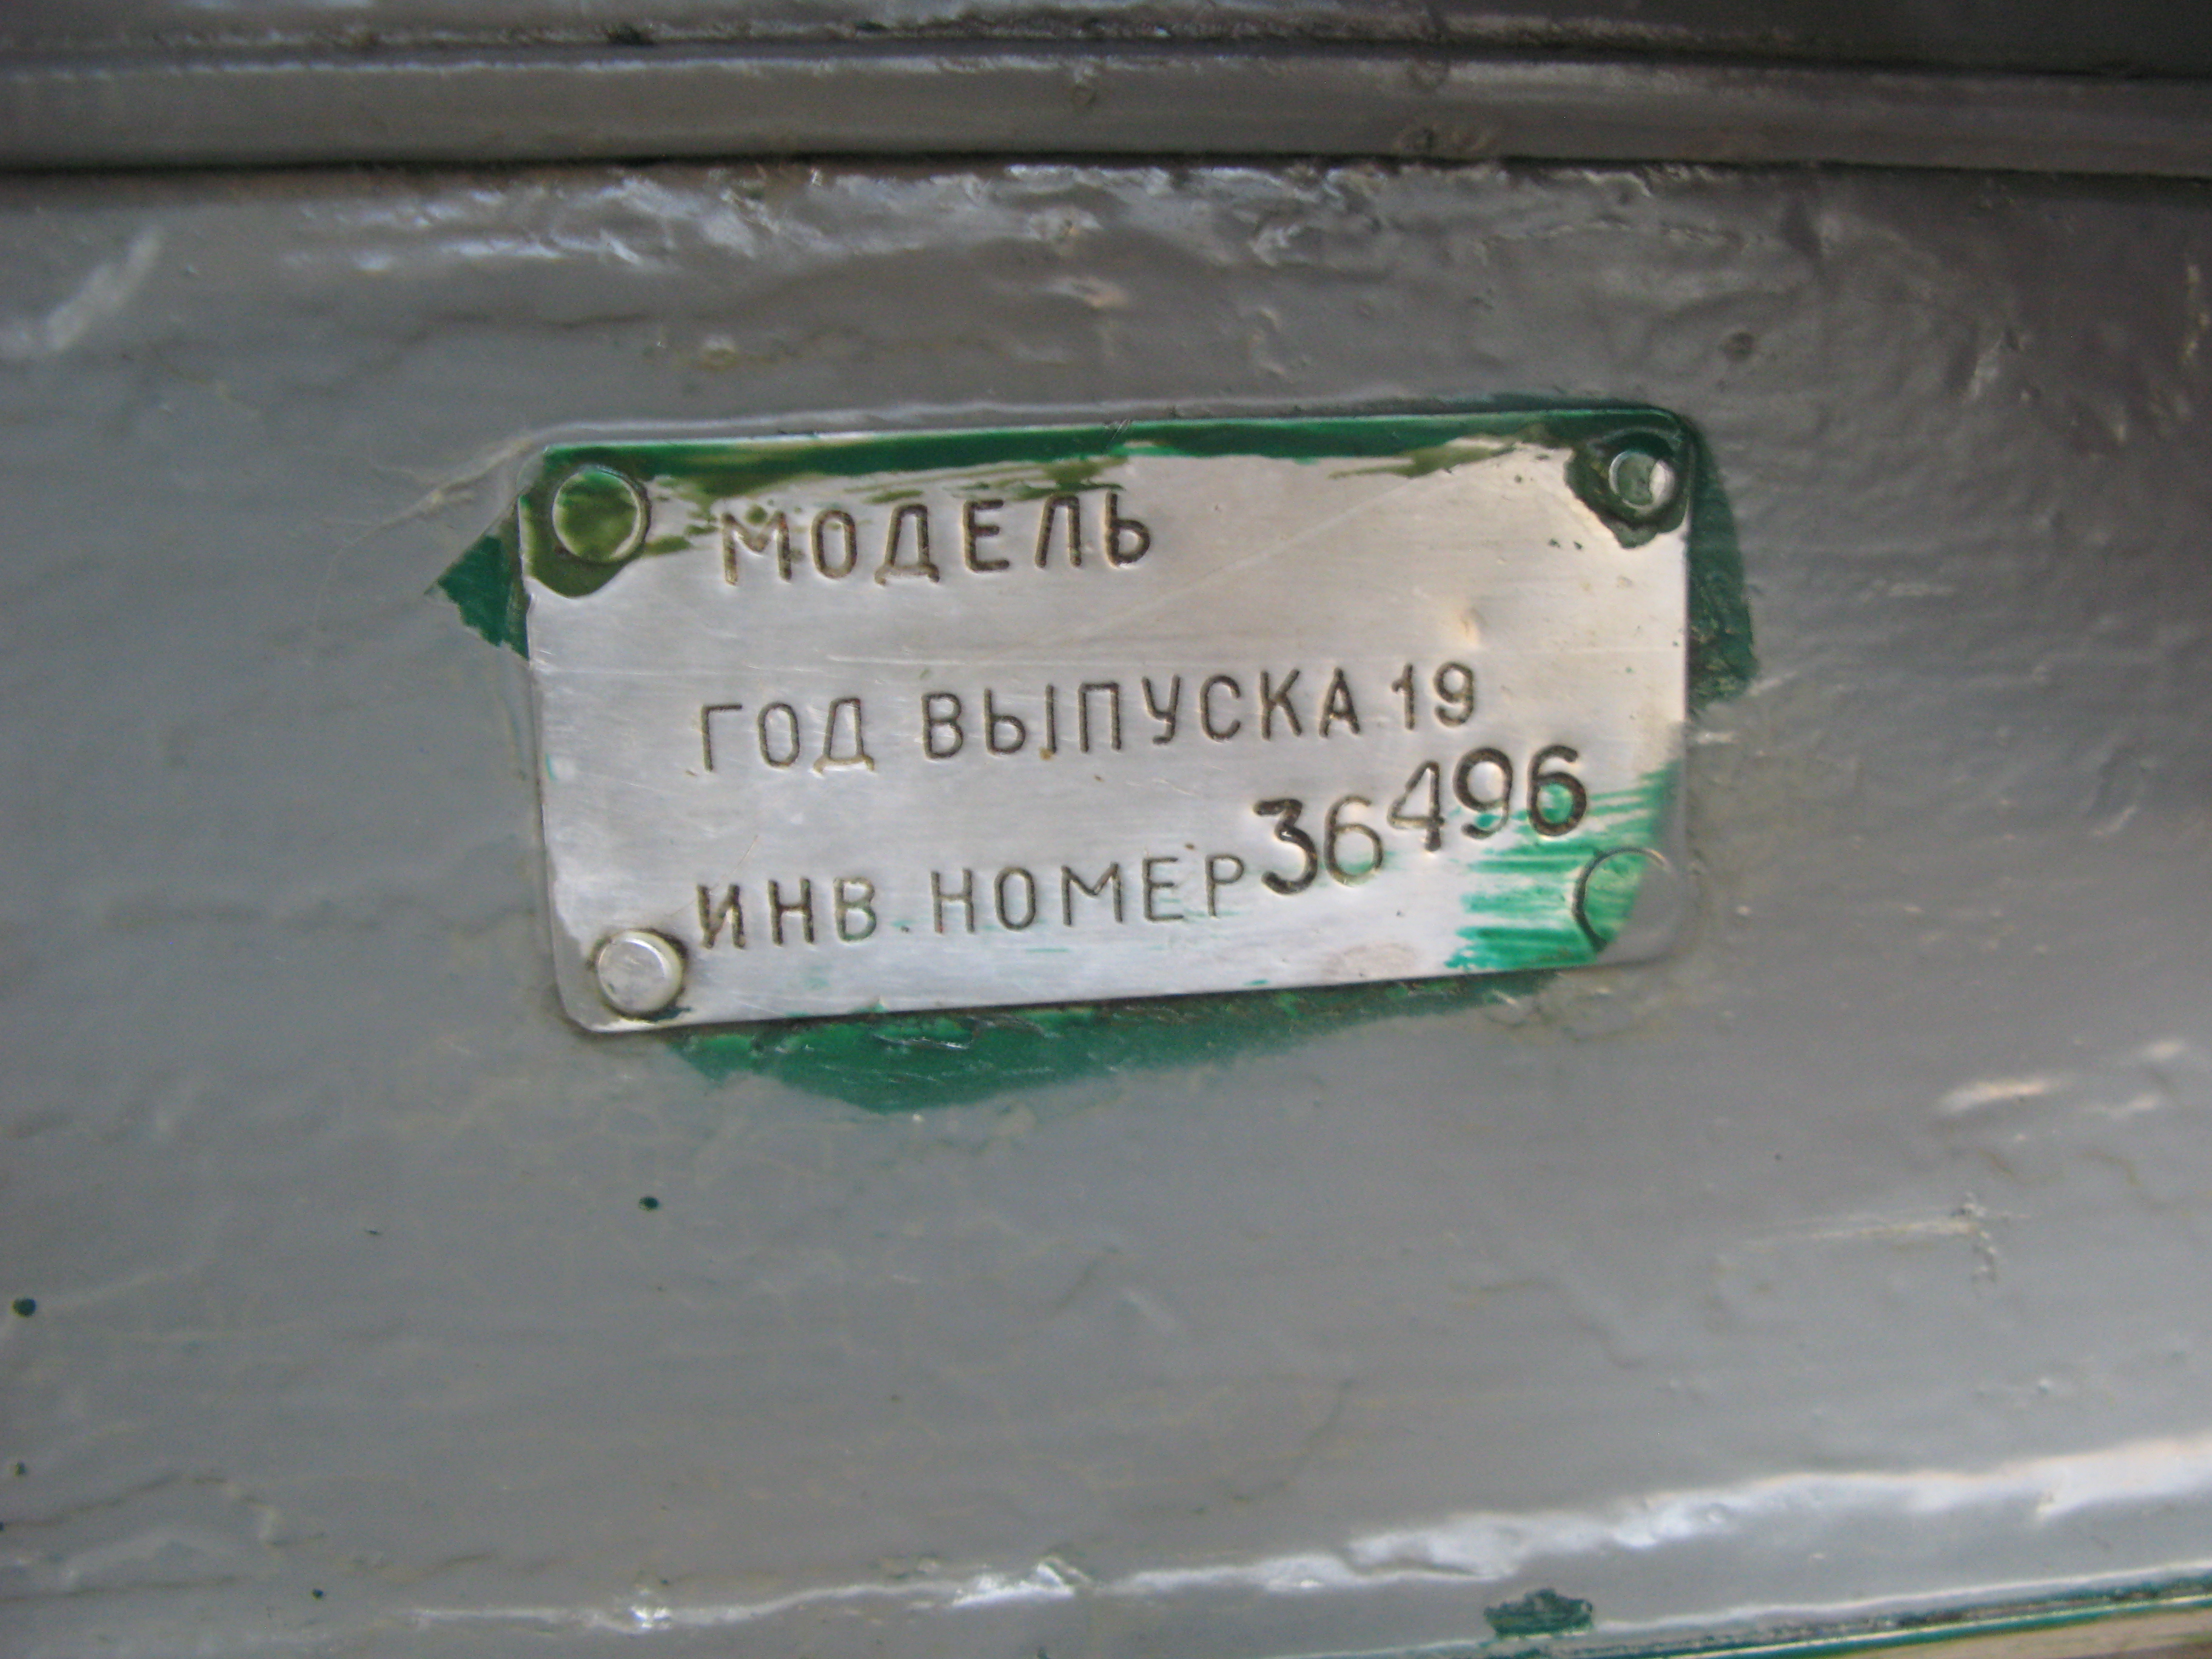 МОДЕЛЬ
ГОД ВЫПУСКА 19
ИНВ. НОМЕР 36496